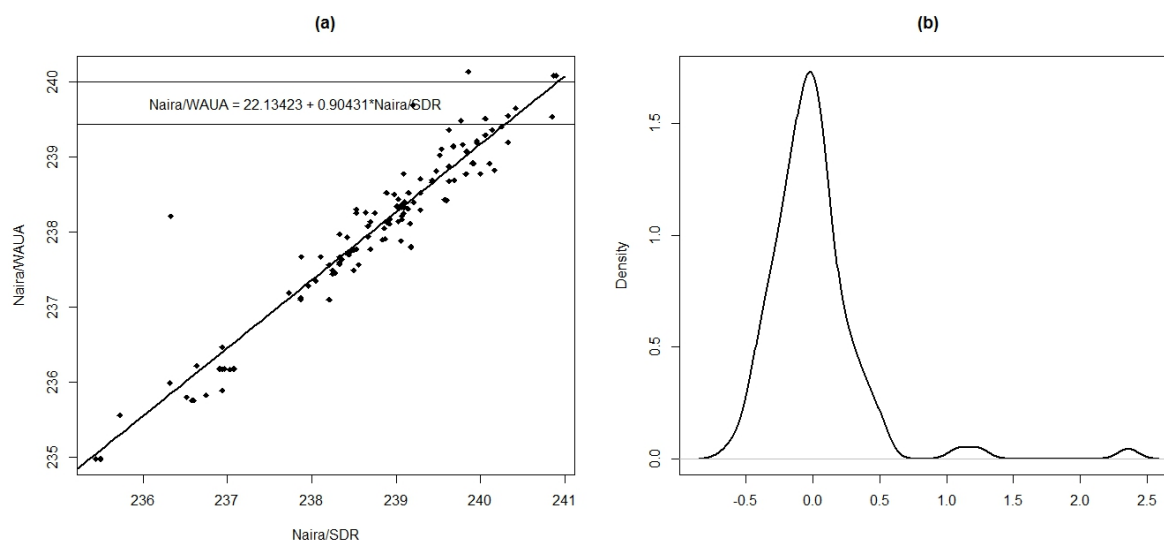 (a)
Naira/WAUA = 22.13423 + 0.90431*Naira/SDR
240
239
238
237
236
235
Naira/WAUA
236 237 238 239 240 241
Naira/SDR
(b)
1.5
1.0
0.5
0.0
Density
-0.5 0.0 0.5 1.0 1.5 2.0 2.5